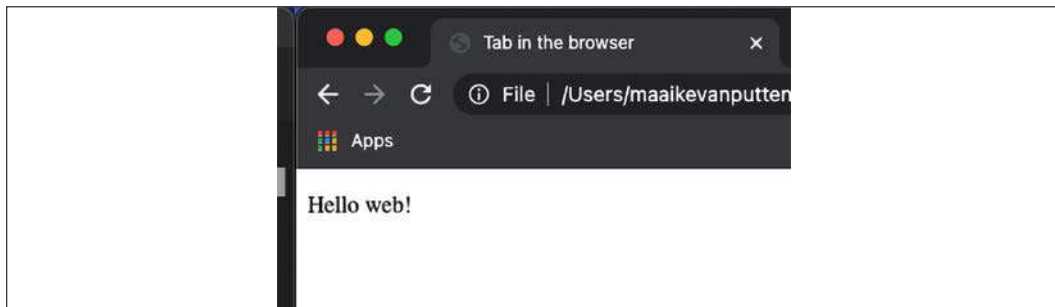 Tab in the browser
File | /Users/maaikevanputten
Apps
Hello web!